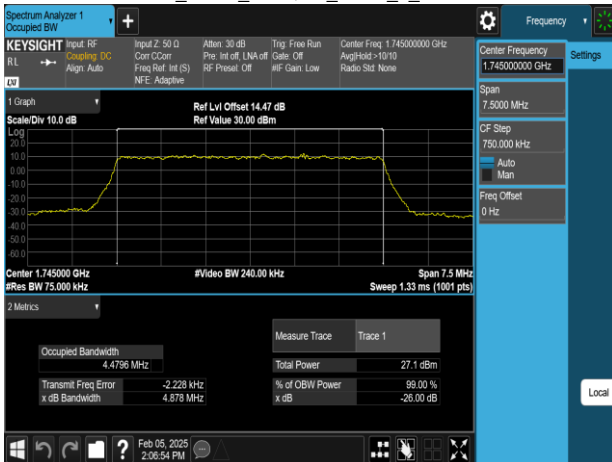 Spectrum Analyzer 1
Occupied BW
+
Frequency
KEYSIGHT
RL
Input: RF
Coupling: DC
Align: Auto
Input Z: 50 Ω
Corr CCorr
Freq Ref: Int (S)
NFE: Adaptive
Atten: 30 dB
Pre: Int off, LNA off
RF Preset: Off
Trig: Free Run
Gate: Off
#IF Gain: Low
Center Freq: 1.745000000 GHz
Avg|Hold:>10/10
Radio Std: None
Center Frequency
1.745000000 GHz
Settings
Span
7.5000 MHz
CF Step
750.000 kHz
Auto
Man
Freq Offset
0 Hz
Local
1 Graph
Scale/Div 10.0 dB
Ref Lvl Offset 14.47 dB
Ref Value 30.00 dBm
Log
20.0
10.0
0.00
-10.0
-20.0
-30.0
-40.0
-50.0
-60.0
Center 1.745000 GHz
#Res BW 75.000 kHz
#Video BW 240.00 kHz
Span 7.5 MHz
Sweep 1.33 ms (1001 pts)
2 Metrics
Measure Trace
Trace 1
Occupied Bandwidth
4.4796 MHz
Total Power
27.1 dBm
Transmit Freq Error
-2.228 kHz
% of OBW Power
99.00 %
x dB Bandwidth
4.878 MHz
x dB
-26.00 dB
?
Feb 05, 2025
2:06:54 PM